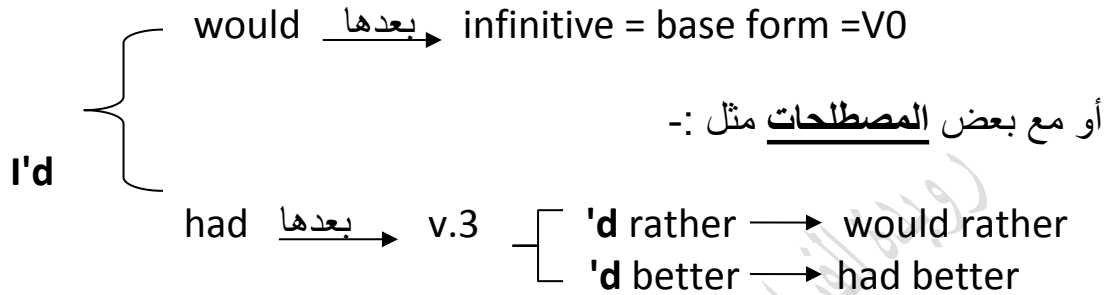 would بعدها infinitive = base form =V0
أو مع بعض المصطلحات مثل :-
I'd
had بعدها v.3 'd rather would rather
'd better had better